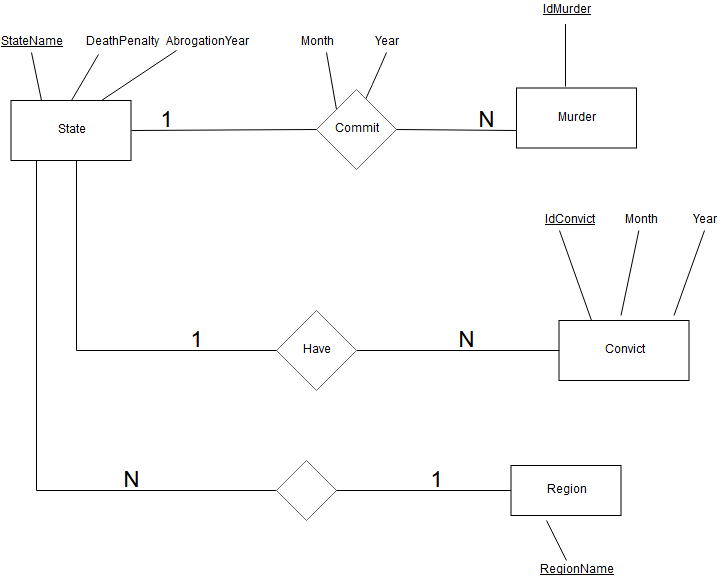 IdMurder
StateName DeathPenalty AbrogationYear Month Year
State 1 Commit N Murder
IdConvict Month Year
1 Have N Convict
N 1 Region
RegionName